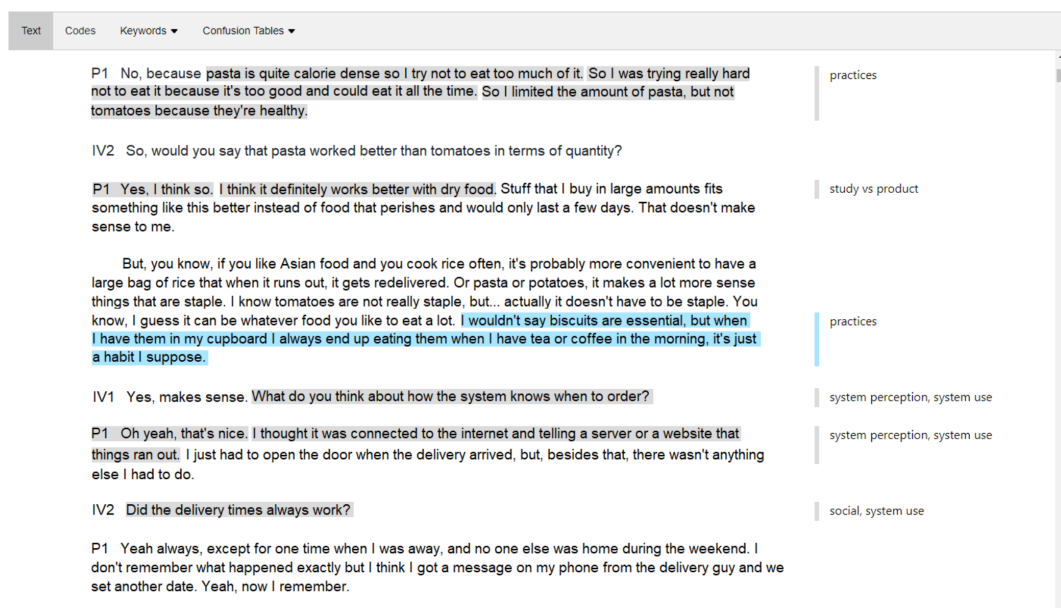 Text Codes Keywords Confusion Tables
P1 No, because pasta is quite calorie dense so I try not to eat too much of it. So I was trying really hard
not to eat it because it's too good and could eat it all the time. So I limited the amount of pasta, but not
tomatoes because they're healthy.
practices
IV2 So, would you say that pasta worked better than tomatoes in terms of quantity?
P1 Yes, I think so. I think it definitely works better with dry food. Stuff that I buy in large amounts fits
something like this better instead of food that perishes and would only last a few days. That doesn't make
sense to me.
study vs product
But, you know, if you like Asian food and you cook rice often, it's probably more convenient to have a
large bag of rice that when it runs out, it gets redelivered. Or pasta or potatoes, it makes a lot more sense
things that are staple. I know tomatoes are not really staple, but... actually it doesn't have to be staple. You
know, I guess it can be whatever food you like to eat a lot. I wouldn't say biscuits are essential, but when
I have them in my cupboard I always end up eating them when I have tea or coffee in the morning, it's just
a habit I suppose.
practices
IV1 Yes, makes sense. What do you think about how the system knows when to order?
system perception, system use
P1 Oh yeah, that's nice. I thought it was connected to the internet and telling a server or a website that
things ran out. I just had to open the door when the delivery arrived, but, besides that, there wasn't anything
else I had to do.
system perception, system use
IV2 Did the delivery times always work?
social, system use
P1 Yeah always, except for one time when I was away, and no one else was home during the weekend. I
don't remember what happened exactly but I think I got a message on my phone from the delivery guy and we
set another date. Yeah, now I remember.